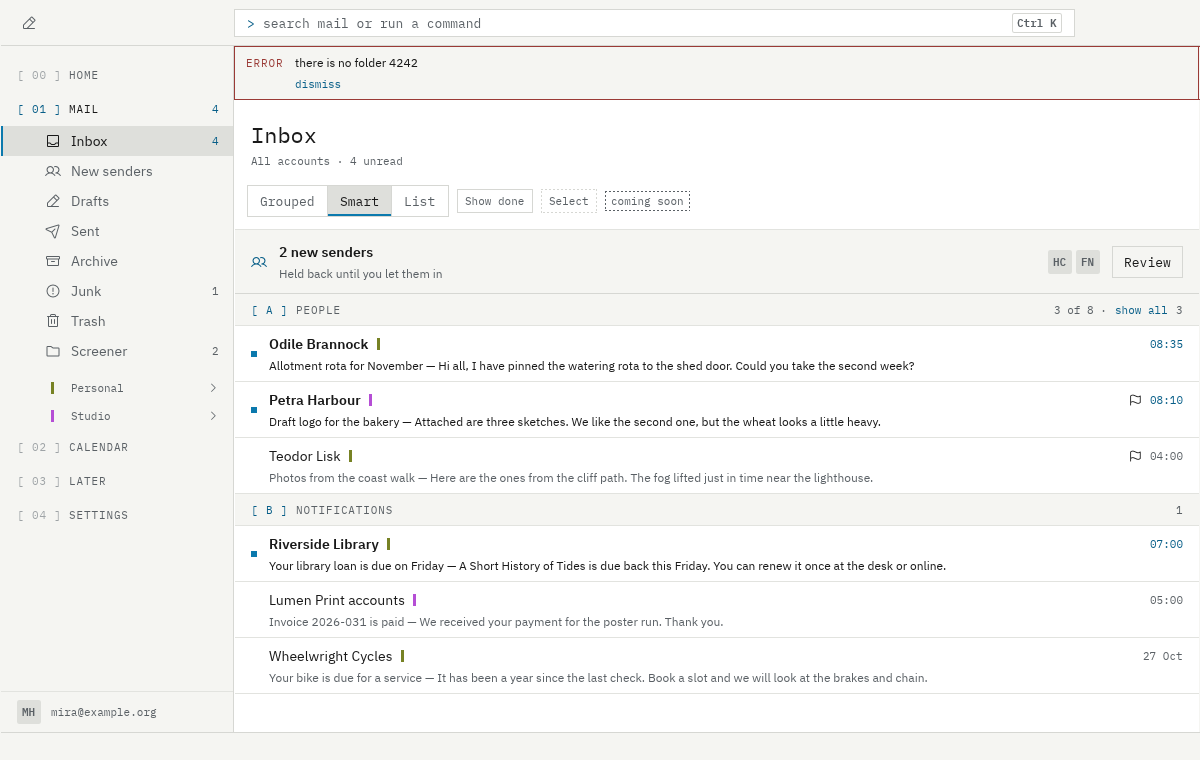 > search mail or run a command
Ctrl K
[ 00 ] HOME
[ 01 ] MAIL 4
Inbox 4
New senders
Drafts
Sent
Archive
Junk 1
Trash
Screener 2
Personal
Studio
[ 02 ] CALENDAR
[ 03 ] LATER
[ 04 ] SETTINGS
MH mira@example.org
ERROR there is no folder 4242
dismiss
Inbox
All accounts · 4 unread
Grouped Smart List Show done Select coming soon
2 new senders
Held back until you let them in
HC FN Review
[ A ] PEOPLE 3 of 8 · show all 3
Odile Brannock 08:35
Allotment rota for November — Hi all, I have pinned the watering rota to the shed door. Could you take the second week?
Petra Harbour 08:10
Draft logo for the bakery — Attached are three sketches. We like the second one, but the wheat looks a little heavy.
Teodor Lisk 04:00
Photos from the coast walk — Here are the ones from the cliff path. The fog lifted just in time near the lighthouse.
[ B ] NOTIFICATIONS 1
Riverside Library 07:00
Your library loan is due on Friday — A Short History of Tides is due back this Friday. You can renew it once at the desk or online.
Lumen Print accounts 05:00
Invoice 2026-031 is paid — We received your payment for the poster run. Thank you.
Wheelwright Cycles 27 Oct
Your bike is due for a service — It has been a year since the last check. Book a slot and we will look at the brakes and chain.